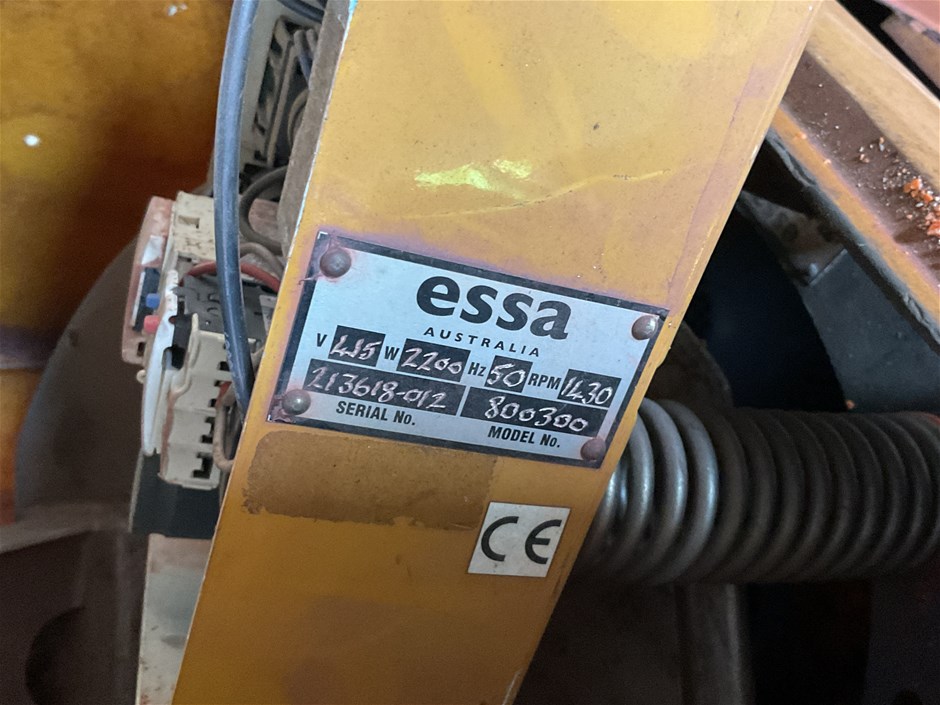 essa
AUSTRALIA
V 415 W 2200 Hz 50 RPM 1430
213618-012 800300
SERIAL No. MODEL No.
CE